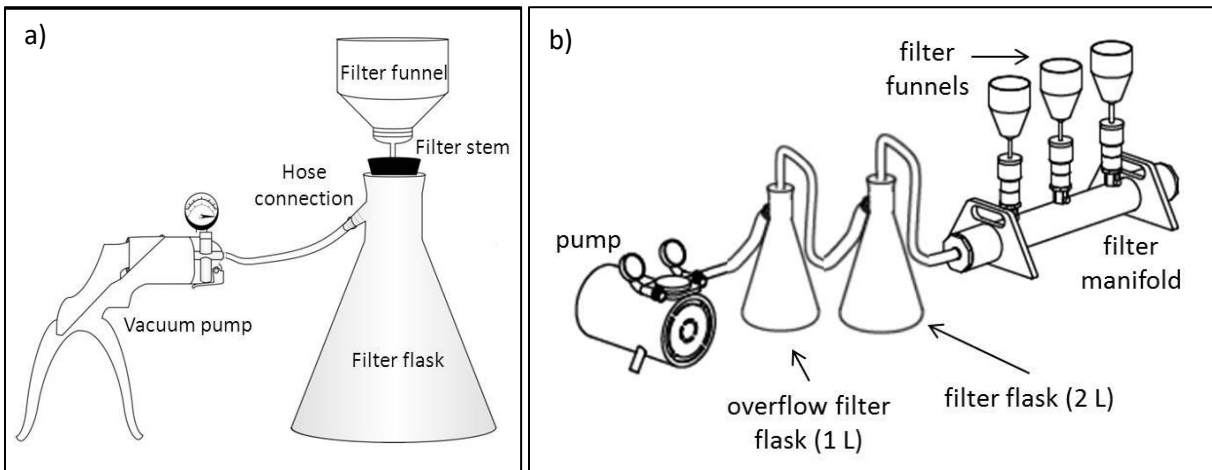 a)
Filter funnel
Filter stem
Hose
connection
Vacuum pump
Filter flask
b)
filter
funnels
pump
filter
manifold
overflow filter
flask (1 L)
filter flask (2 L)